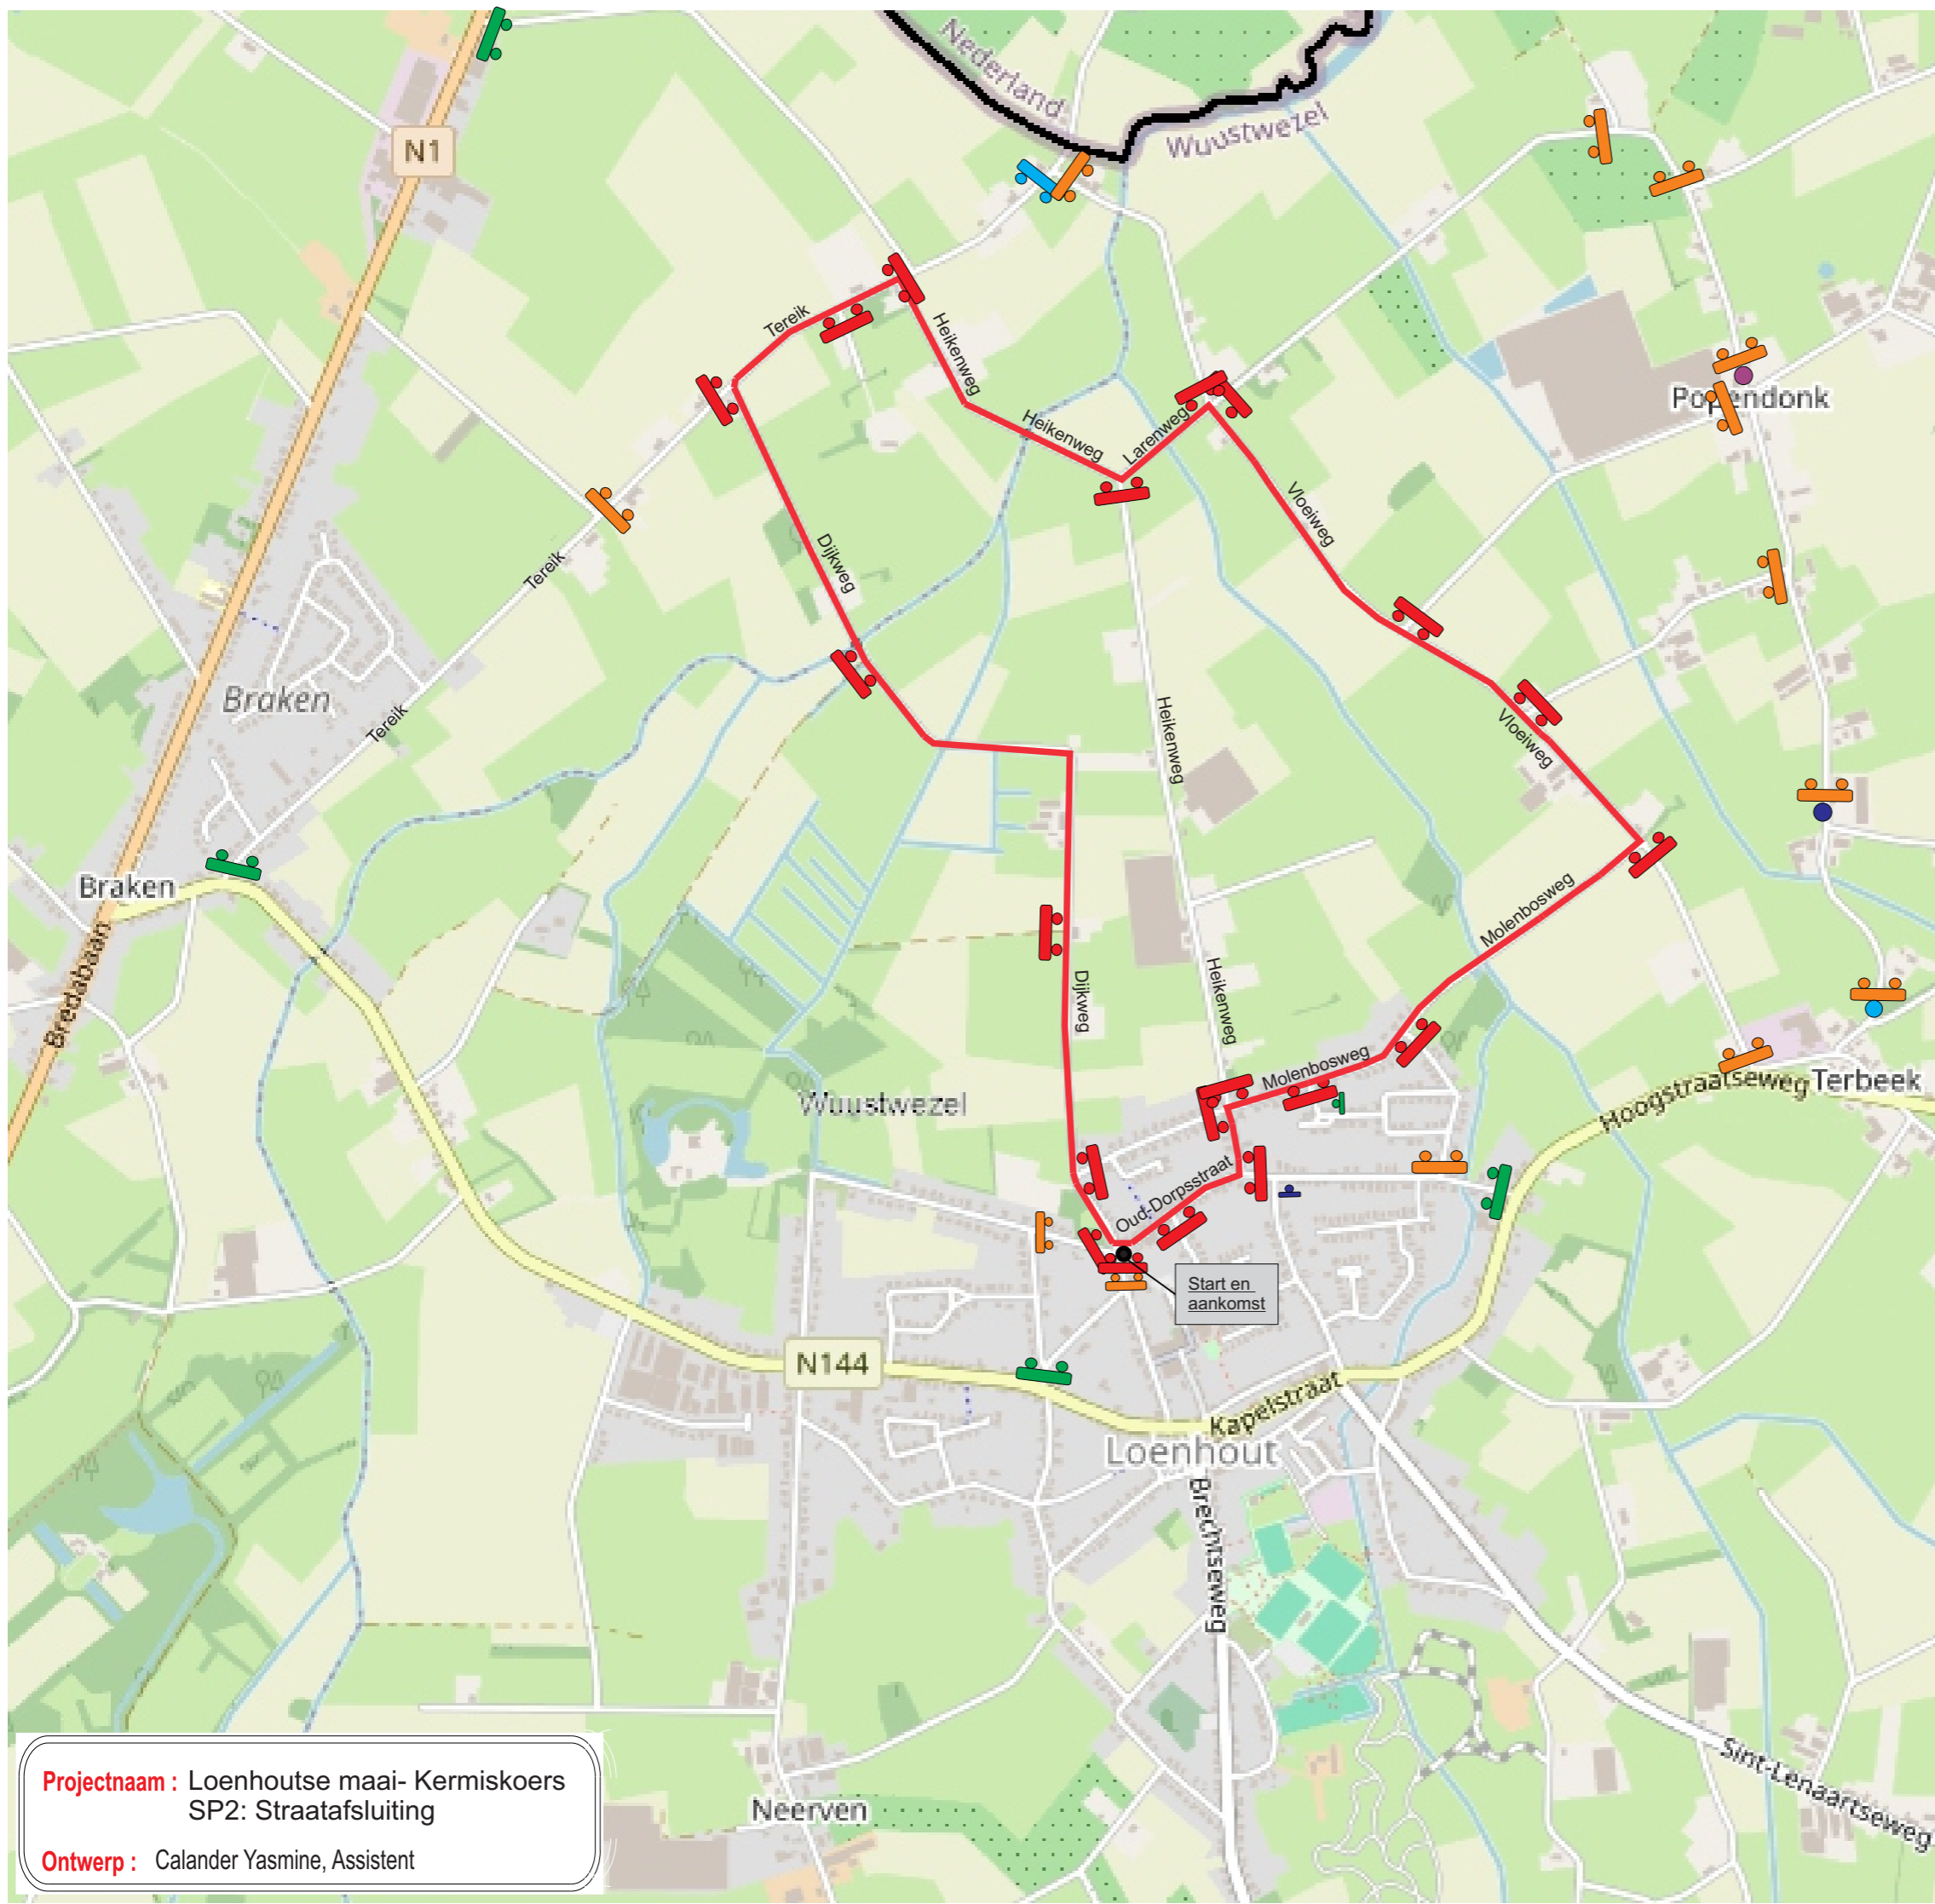 Nederland
Wuustwezel
N1
Tereik
Heikenweg
Popendonk
Larenweg
Heikenweg
Vloeiweg
Tereik
Dijkweg
Braken
Tereik
Heikenweg
Vloeiweg
Braken
Molenbosweg
Bredabaan
Dijkweg
Heikenweg
Molenbosweg
Hoogstraatseweg
Terbeek
Wuustwezel
Oud-Dorpsstraat
Start en
aankomst
N144
Kapelstraat
Loenhout
Brechtseweg
Sint-Lenaartseweg
Neerven
Projectnaam : Loenhoutse maai- Kermiskoers
SP2: Straatafsluiting
Ontwerp : Calander Yasmine, Assistent